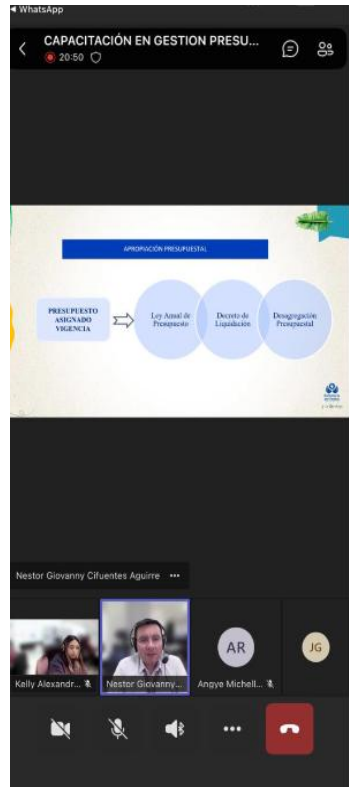 ◄ WhatsApp
CAPACITACIÓN EN GESTION PRESU...
20:50
APROPIACIÓN PRESUPUESTAL
PRESUPUESTO
ASIGNADO
VIGENCIA
Ley Anual de
Presupuesto
Decreto de
Liquidación
Desagregación
Presupuestal
Nestor Giovanny Cifuentes Aguirre
Kelly Alexandr...
Nestor Giovanny...
AR
Angye Michell...
JG